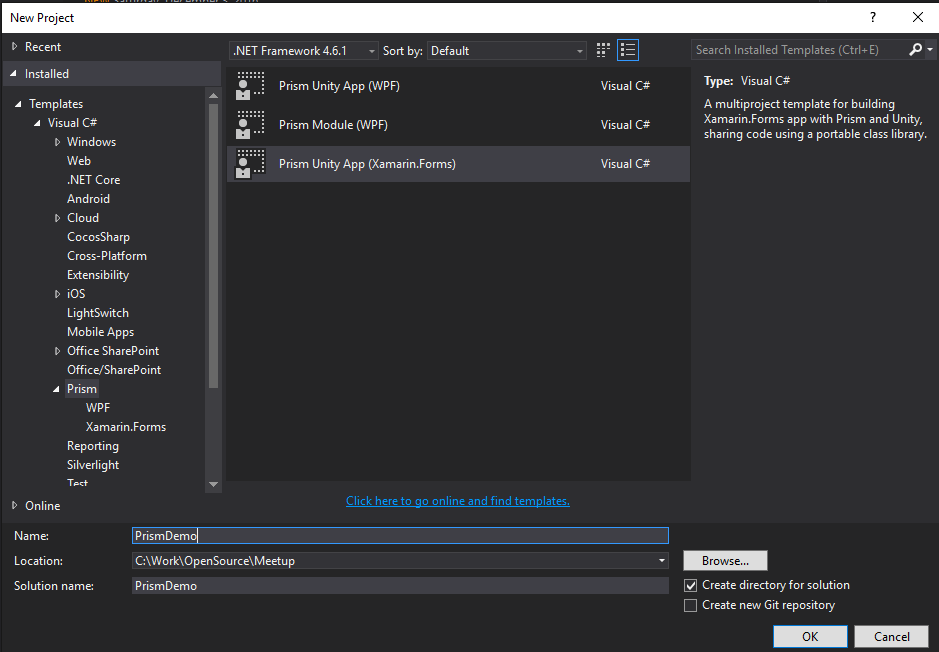 New Project
Recent
.NET Framework 4.6.1
Sort by:
Default
Search Installed Templates (Ctrl+E)
Installed
Templates
Visual C#
Windows
Web
.NET Core
Android
Cloud
CocosSharp
Cross-Platform
Extensibility
iOS
LightSwitch
Mobile Apps
Office SharePoint
Office/SharePoint
Prism
WPF
Xamarin.Forms
Reporting
Silverlight
Test
Online
Prism Unity App (WPF)
Visual C#
Prism Module (WPF)
Visual C#
Prism Unity App (Xamarin.Forms)
Visual C#
Click here to go online and find templates.
Type: Visual C#
A multiproject template for building
Xamarin.Forms app with Prism and Unity,
sharing code using a portable class library.
Name:
PrismDemo
Location:
C:\Work\OpenSource\Meetup
Browse...
Solution name:
PrismDemo
Create directory for solution
Create new Git repository
OK
Cancel